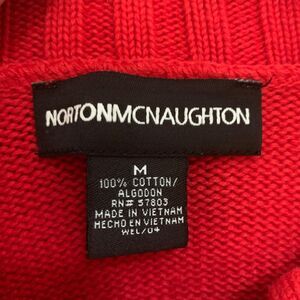 NORTONMCNAUGHTON
M
100% COTTON/
ALGODON
RN# 57803
MADE IN VIETNAM
HECHO EN VIETNAM
WEL/04